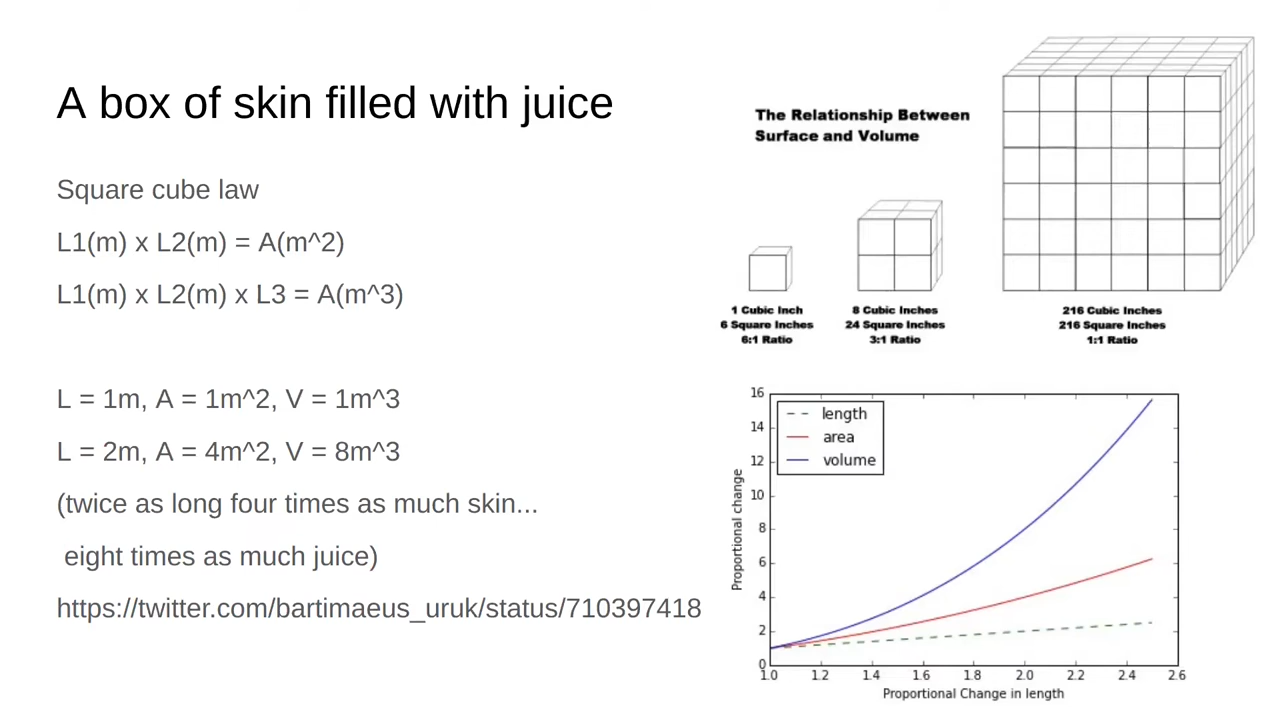 A box of skin filled with juice
Square cube law
L1(m) x L2(m) = A(m^2)
L1(m) x L2(m) x L3 = A(m^3)
L = 1m, A = 1m^2, V = 1m^3
L = 2m, A = 4m^2, V = 8m^3
(twice as long four times as much skin...
eight times as much juice)
https://twitter.com/bartimaeus_uruk/status/710397418
The Relationship Between
Surface and Volume
1 Cubic Inch
6 Square Inches
6:1 Ratio
8 Cubic Inches
24 Square Inches
3:1 Ratio
216 Cubic Inches
216 Square Inches
1:1 Ratio
length
area
volume
Proportional change
16
14
12
10
8
6
4
2
0
1.0 1.2 1.4 1.6 1.8 2.0 2.2 2.4 2.6
Proportional Change in length